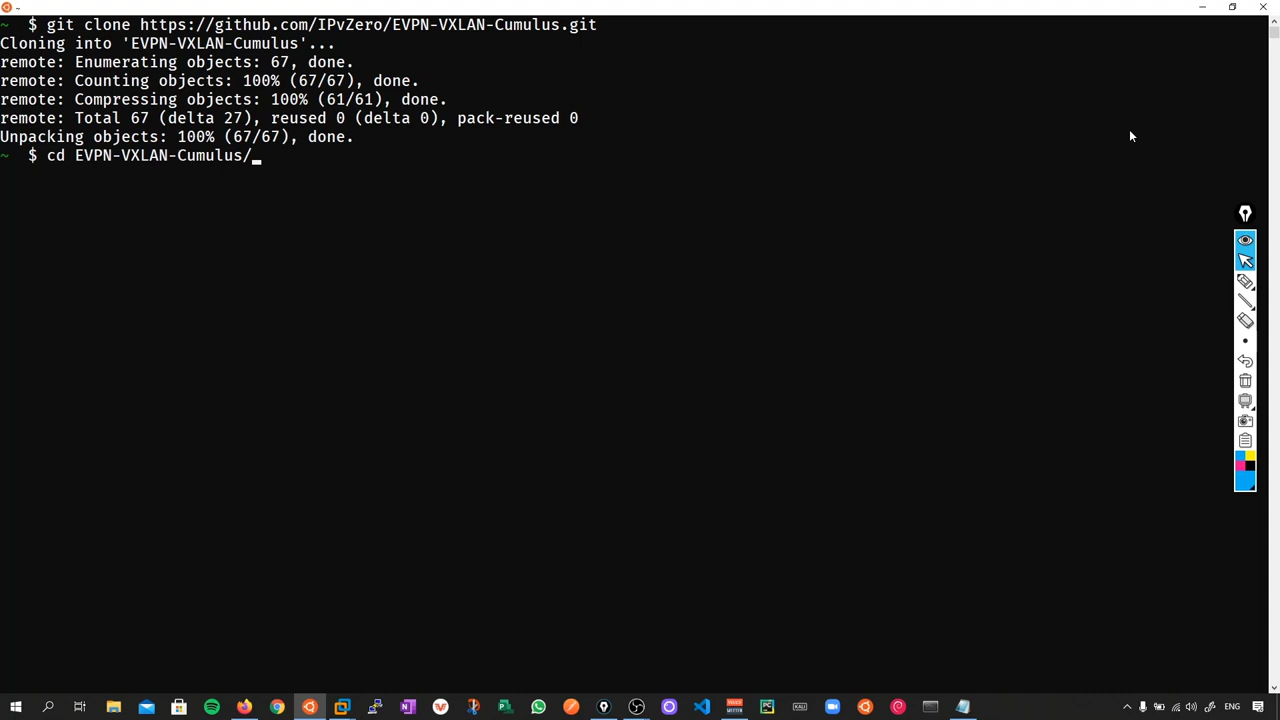 ~ $ git clone https://github.com/IPvZero/EVPN-VXLAN-Cumulus.git
Cloning into 'EVPN-VXLAN-Cumulus'...
remote: Enumerating objects: 67, done.
remote: Counting objects: 100% (67/67), done.
remote: Compressing objects: 100% (61/61), done.
remote: Total 67 (delta 27), reused 0 (delta 0), pack-reused 0
Unpacking objects: 100% (67/67), done.
~ $ cd EVPN-VXLAN-Cumulus/
ENG